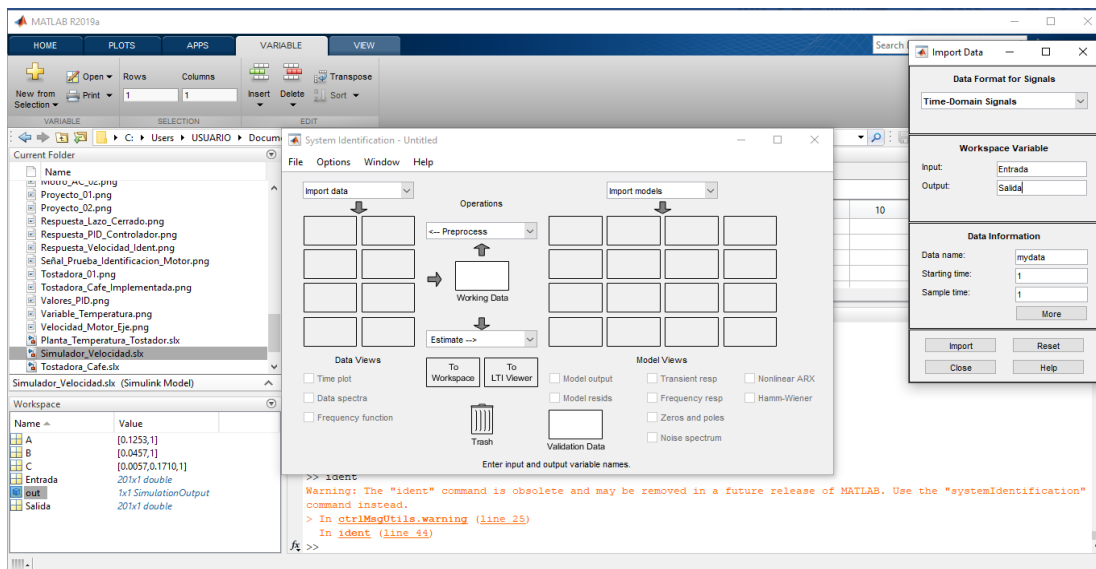 MATLAB R2019a
HOME PLOTS APPS VARIABLE VIEW Search
New from Selection Open Print Rows Columns 1 1 Insert Delete Transpose Sort
VARIABLE SELECTION EDIT
C: Users USUARIO Docum
Current Folder
Name
Motro_AC_02.png
Proyecto_01.png
Proyecto_02.png
Respuesta_Lazo_Cerrado.png
Respuesta_PID_Controlador.png
Respuesta_Velocidad_Ident.png
Señal_Prueba_Identificacion_Motor.png
Tostadora_01.png
Tostadora_Cafe_Implementada.png
Valores_PID.png
Variable_Temperatura.png
Velocidad_Motor_Eje.png
Planta_Temperatura_Tostador.slx
Simulador_Velocidad.slx
Tostadora_Cafe.slx
Simulador_Velocidad.slx (Simulink Model)
Workspace
Name Value
A [0.1253,1]
B [0.0457,1]
C [0.0057,0.1710,1]
Entrada 201x1 double
out 1x1 SimulationOutput
Salida 201x1 double
System Identification - Untitled
File Options Window Help
Import data
Operations
Import models
<-- Preprocess
Working Data
Estimate -->
Data Views
Time plot
Data spectra
Frequency function
To Workspace
To LTI Viewer
Trash
Model Views
Model output Transient resp Nonlinear ARX
Model resids Frequency resp Hamm-Wiener
Zeros and poles
Noise spectrum
Validation Data
Enter input and output variable names.
10
>> ident
Warning: The "ident" command is obsolete and may be removed in a future release of MATLAB. Use the "systemIdentification"
command instead.
> In ctrlMsgUtils.warning (line 25)
In ident (line 44)
fx >>
Import Data
Data Format for Signals
Time-Domain Signals
Workspace Variable
Input: Entrada
Output: Salida
Data Information
Data name: mydata
Starting time: 1
Sample time: 1
More
Import Reset
Close Help